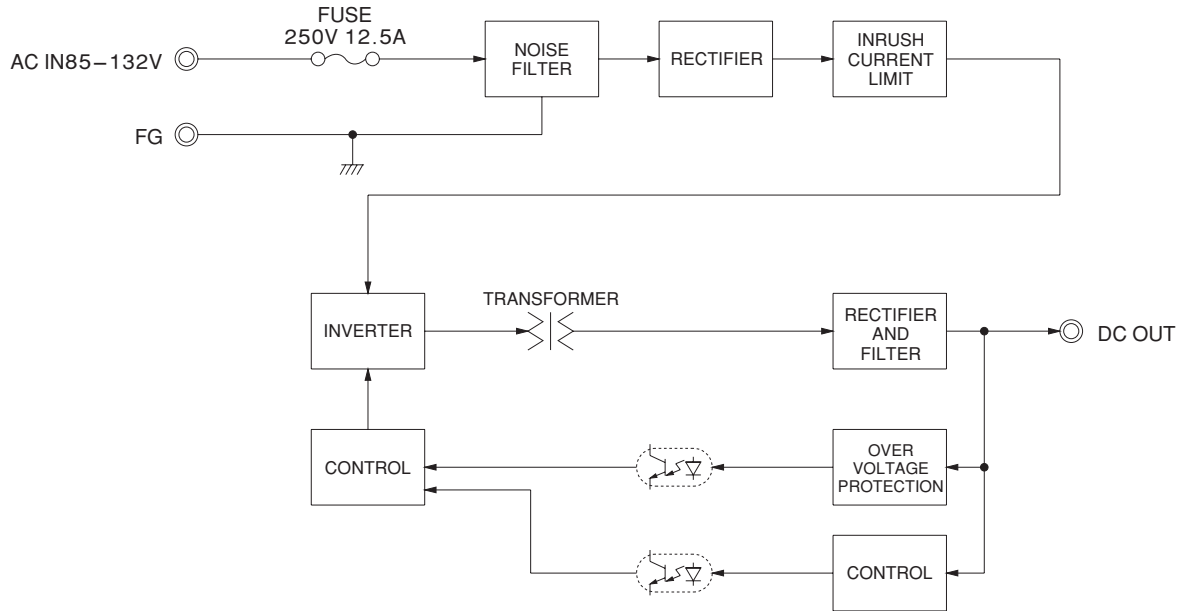 FUSE
250V 12.5A
AC IN85–132V
NOISE
FILTER
RECTIFIER
INRUSH
CURRENT
LIMIT
FG
INVERTER
TRANSFORMER
RECTIFIER
AND
FILTER
DC OUT
CONTROL
OVER
VOLTAGE
PROTECTION
CONTROL